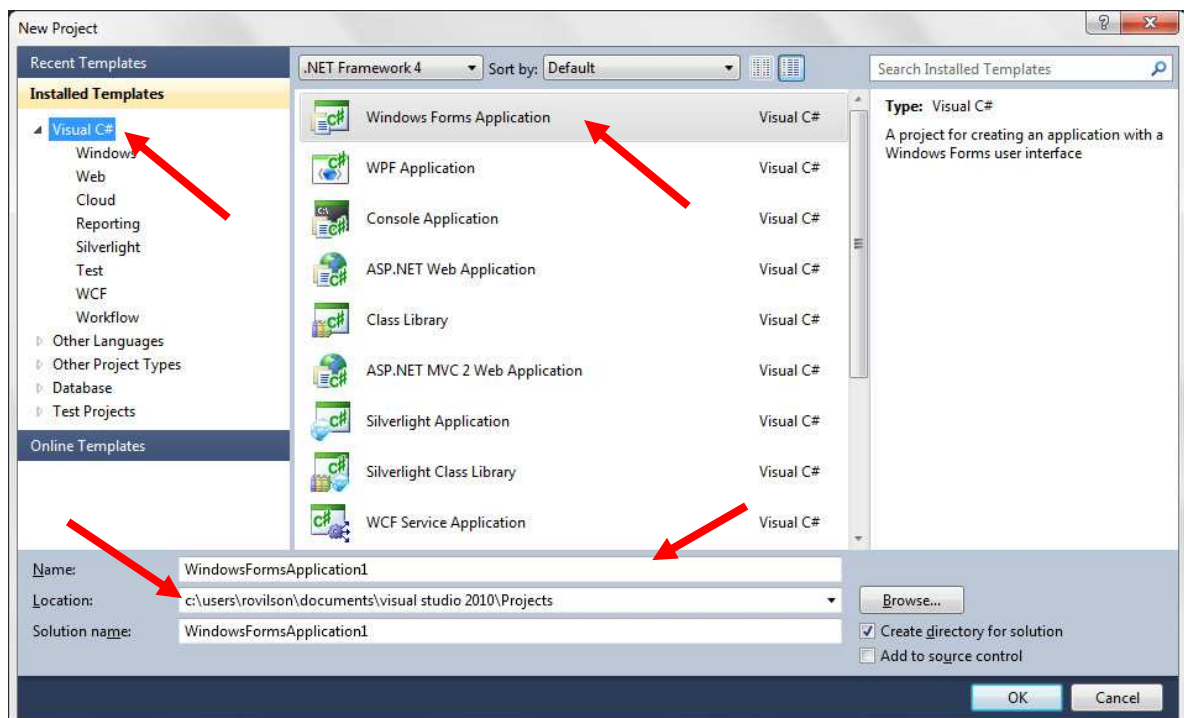 New Project
Recent Templates
Installed Templates
Visual C#
Windows
Web
Cloud
Reporting
Silverlight
Test
WCF
Workflow
Other Languages
Other Project Types
Database
Test Projects
Online Templates
.NET Framework 4 Sort by: Default
Windows Forms Application Visual C#
WPF Application Visual C#
Console Application Visual C#
ASP.NET Web Application Visual C#
Class Library Visual C#
ASP.NET MVC 2 Web Application Visual C#
Silverlight Application Visual C#
Silverlight Class Library Visual C#
WCF Service Application Visual C#
Search Installed Templates
Type: Visual C#
A project for creating an application with a
Windows Forms user interface
Name: WindowsFormsApplication1
Location: c:\users\rovilson\documents\visual studio 2010\Projects Browse...
Solution name: WindowsFormsApplication1 Create directory for solution
Add to source control
OK Cancel